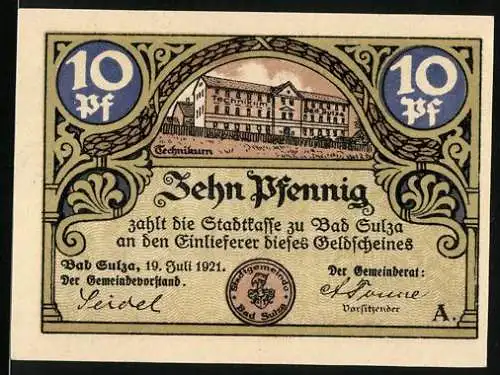 10 Pf
10 Pf
Technikum
Technikum
Zehn Pfennig
zahlt die Stadtkasse zu Bad Sulza
an den Einlieferer dieses Geldscheines
Bad Sulza, 19. Juli 1921.
Der Gemeindevorstand.
Seidel
Stadtgemeinde
Bad Sulza
Der Gemeinderat:
Vorsitzender
A.